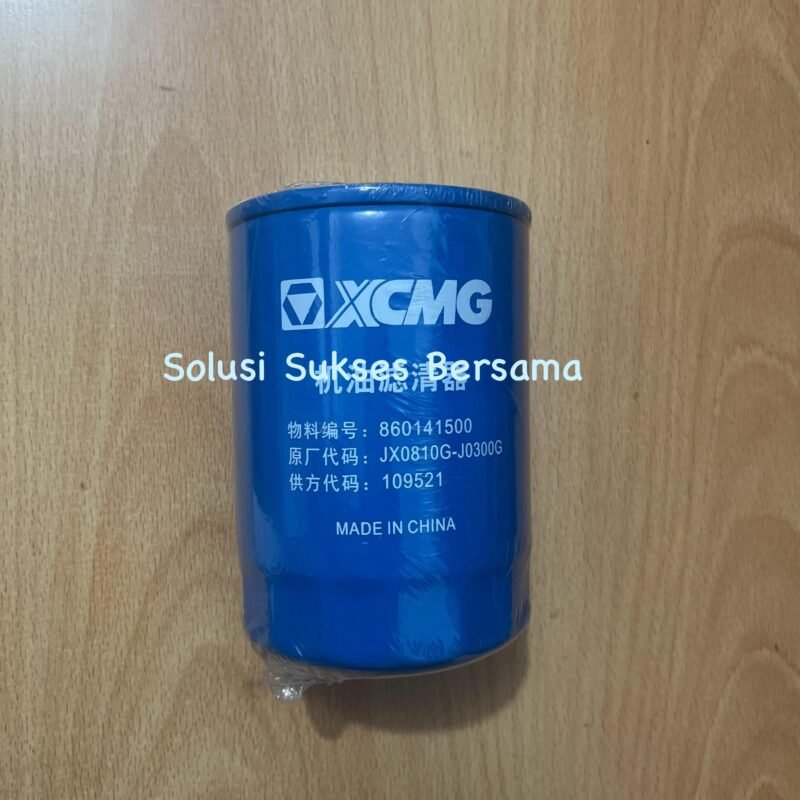 XCMG
机油滤清器
Solusi Sukses Bersama
物料编号：860141500
原厂代码：JX0810G-J0300G
供方代码：109521
MADE IN CHINA